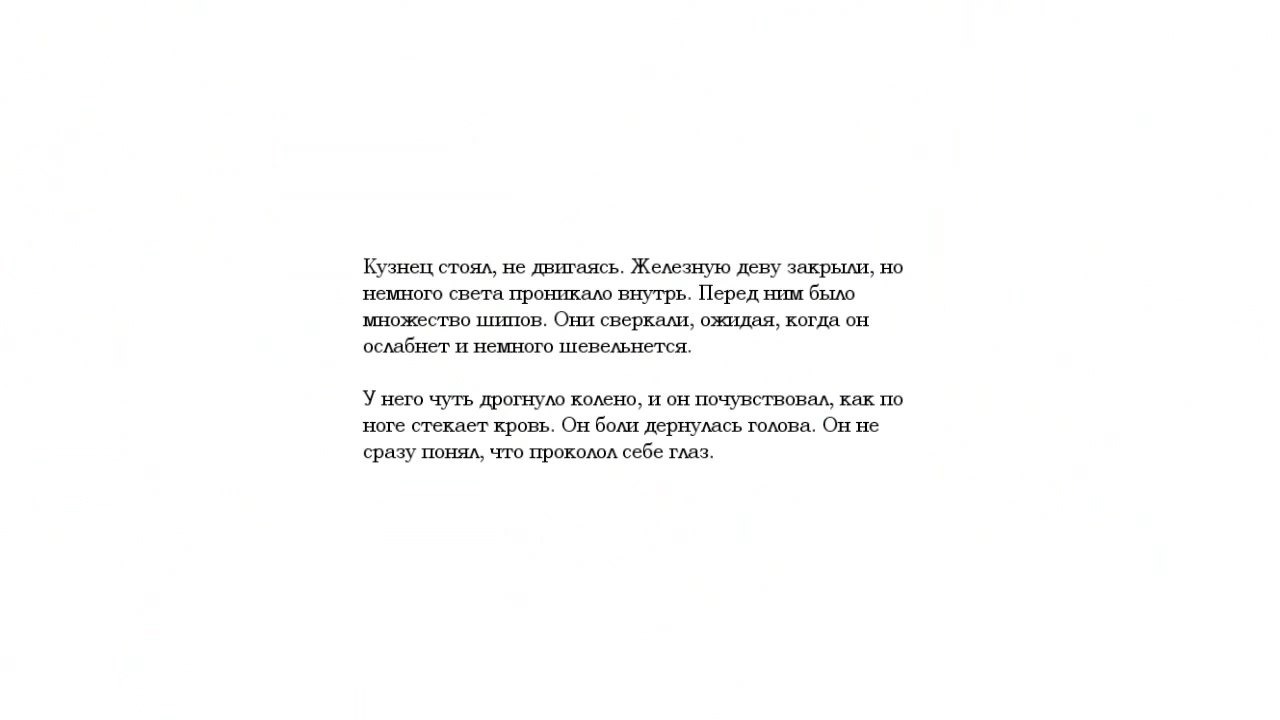 Кузнец стоял, не двигаясь. Железную деву закрыли, но
немного света проникало внутрь. Перед ним было
множество шипов. Они сверкали, ожидая, когда он
ослабнет и немного шевельнется.
У него чуть дрогнуло колено, и он почувствовал, как по
ноге стекает кровь. Он боли дернулась голова. Он не
сразу понял, что проколол себе глаз.